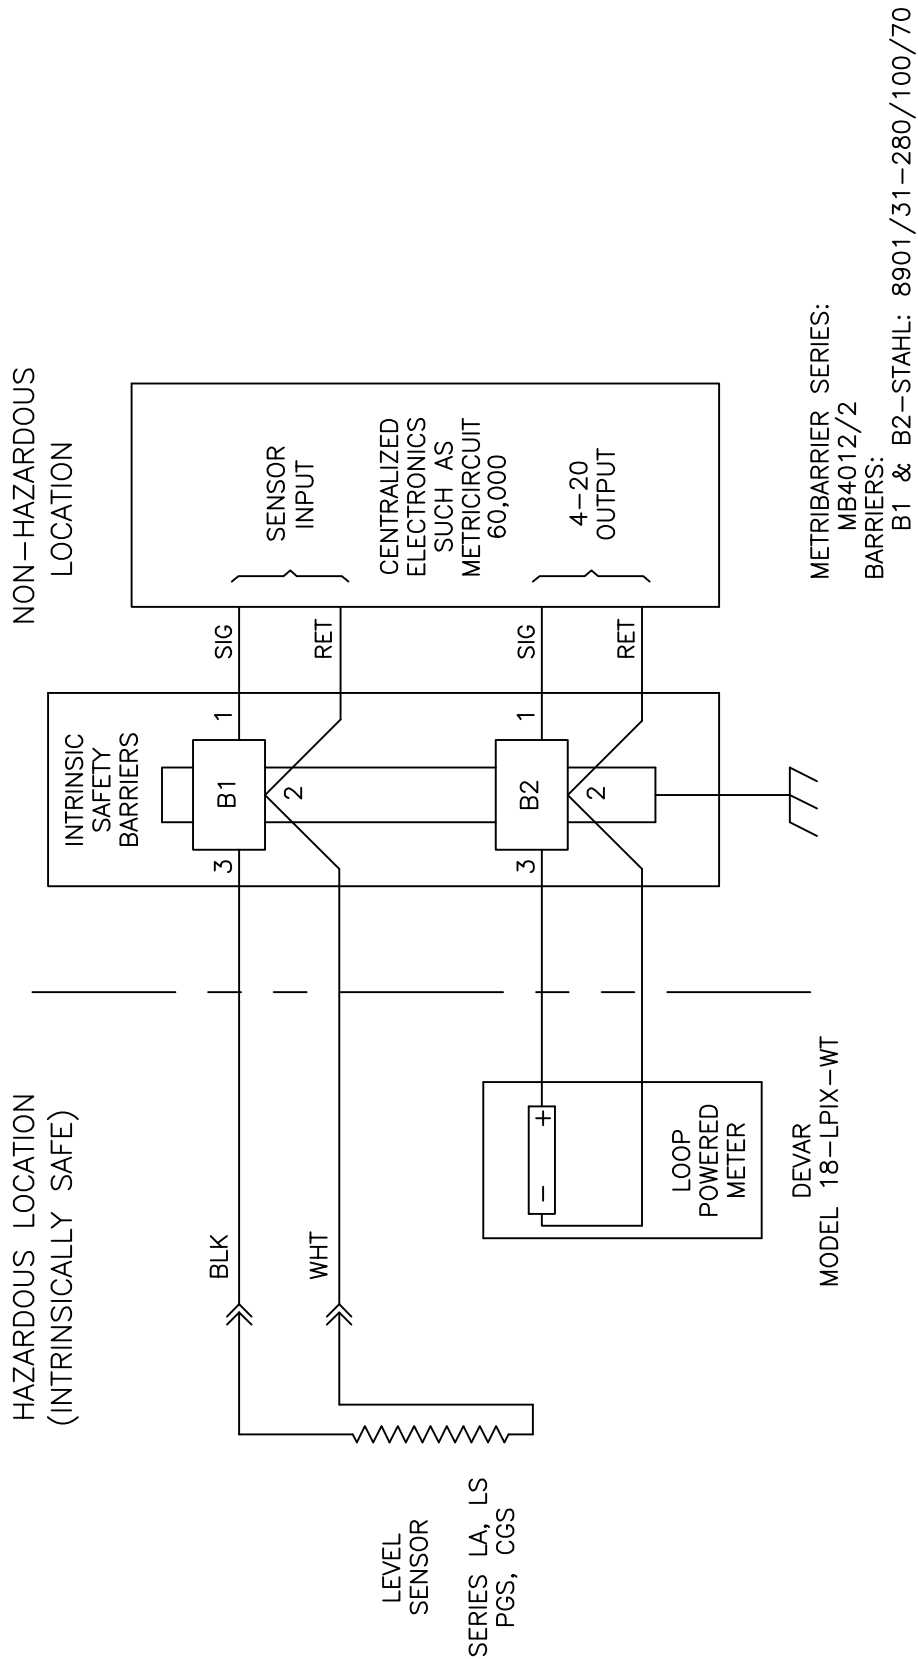 HAZARDOUS LOCATION
(INTRINSICALLY SAFE)
NON-HAZARDOUS
LOCATION
LEVEL
SENSOR
SERIES LA, LS
PGS, CGS
BLK
WHT
+
-
LOOP
POWERED
METER
DEVAR
MODEL 18-LPIX-WT
INTRINSIC
SAFETY
BARRIERS
3
B1
1
2
3
B2
1
2
SIG
RET
SIG
RET
SENSOR
INPUT
CENTRALIZED
ELECTRONICS
SUCH AS
METRICIRCUIT
60,000
4-20
OUTPUT
METRIBARRIER SERIES:
MB4012/2
BARRIERS:
B1 & B2-STAHL: 8901/31-280/100/70